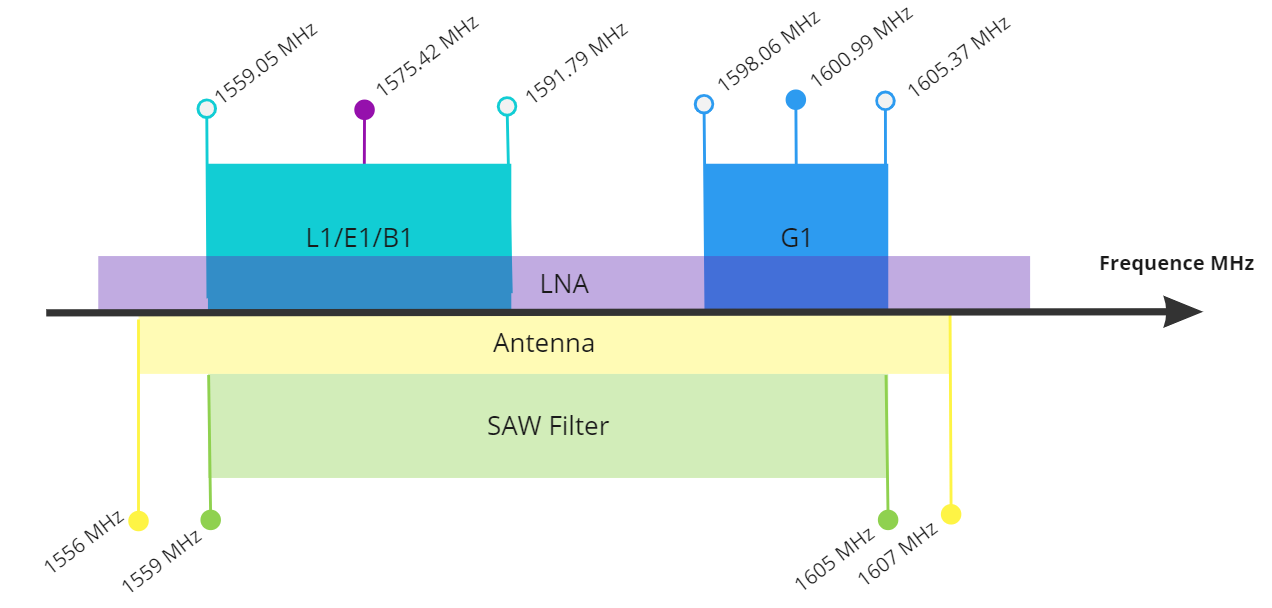 1559.05 MHz
1575.42 MHz
1591.79 MHz
1598.06 MHz
1600.99 MHz
1605.37 MHz
L1/E1/B1
G1
Frequence MHz
LNA
Antenna
SAW Filter
1556 MHz
1559 MHz
1605 MHz
1607 MHz